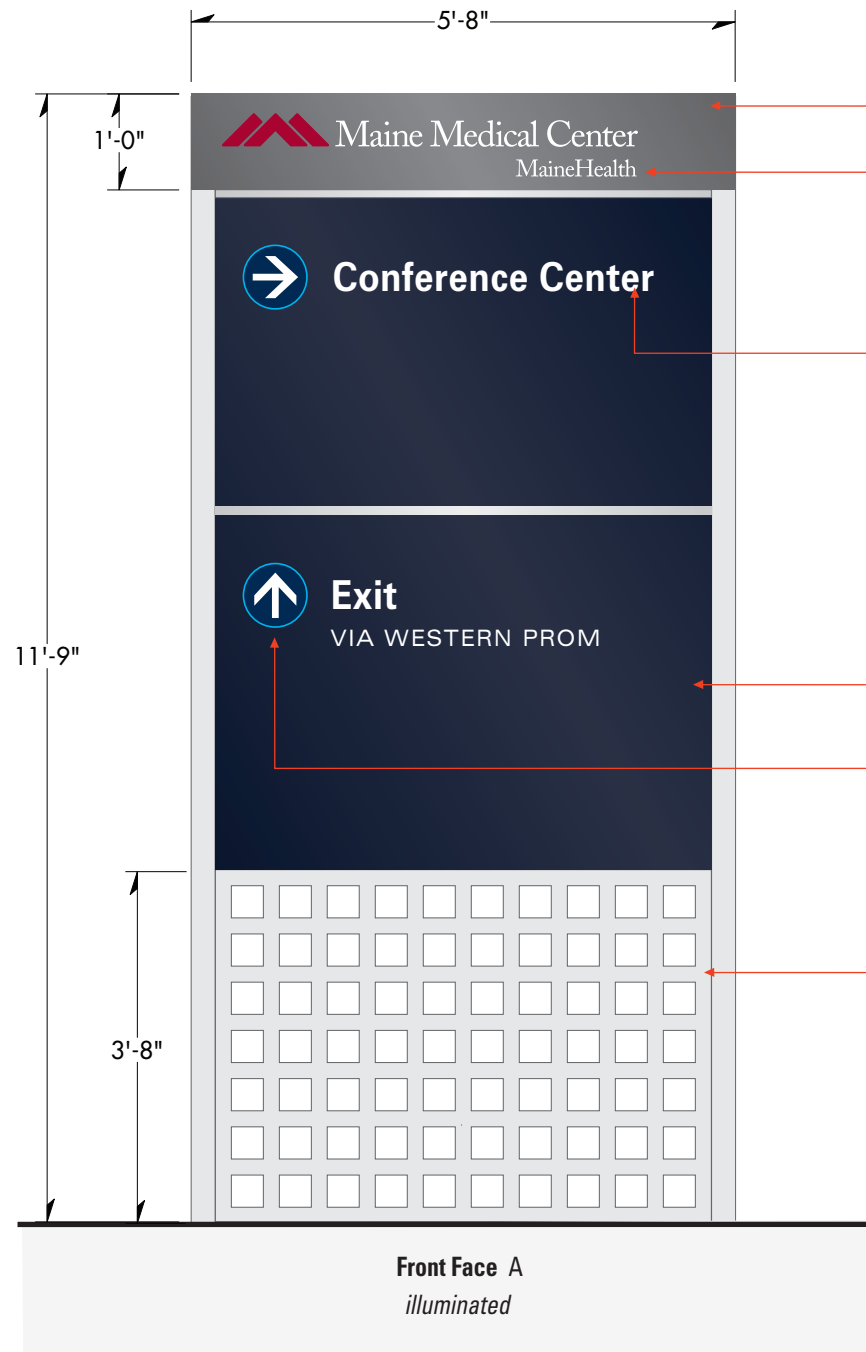 5'-8"
1'-0"
Maine Medical Center
MaineHealth
Conference Center
Exit
VIA WESTERN PROM
11'-9"
3'-8"
Front Face A
illuminated